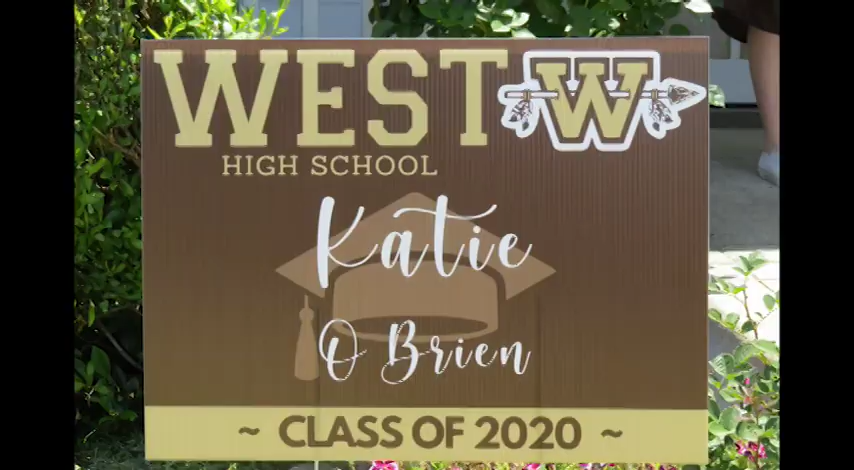 WEST W
HIGH SCHOOL
Katie
O Brien
~ CLASS OF 2020 ~